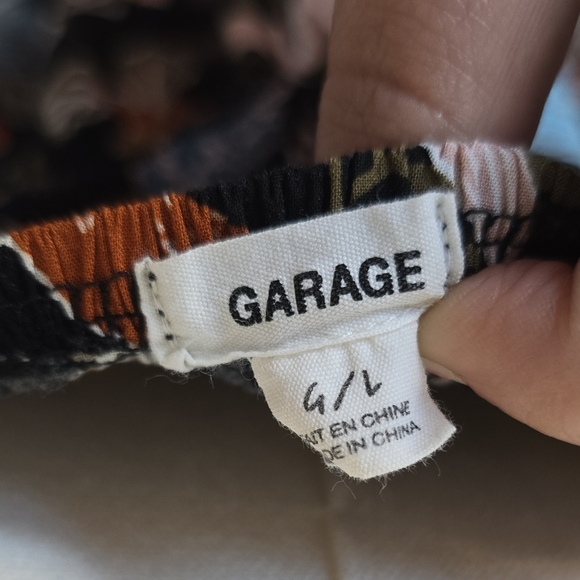 GARAGE
G/L
AIT EN CHINE
DE IN CHINA